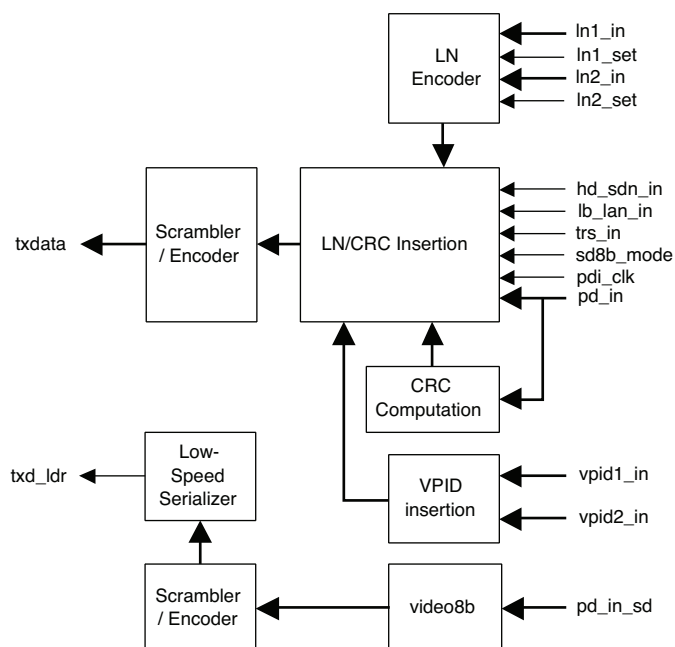 LN
Encoder
ln1_in
ln1_set
ln2_in
ln2_set
txdata
Scrambler
/ Encoder
LN/CRC Insertion
hd_sdn_in
lb_lan_in
trs_in
sd8b_mode
pdi_clk
pd_in
CRC
Computation
txd_ldr
Low-
Speed
Serializer
VPID
insertion
vpid1_in
vpid2_in
Scrambler
/ Encoder
video8b
pd_in_sd